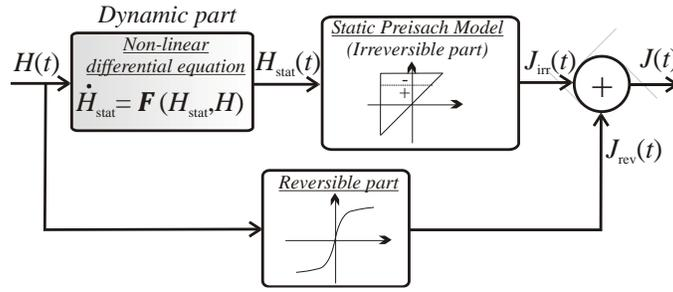 Dynamic part
Non-linear
differential equation
Ḣstat= F (Hstat,H)
H(t)
Hstat(t)
Static Preisach Model
(Irreversible part)
-
+
Jirr(t)
+
J(t)
Jrev(t)
Reversible part